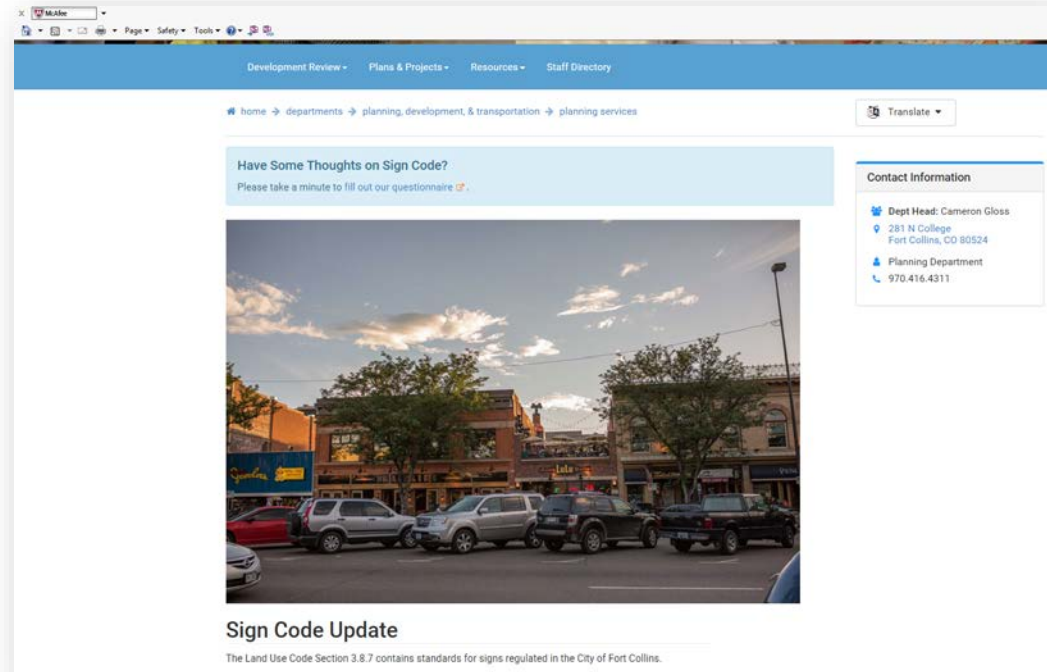 McAfee
Page Safety Tools
Development Review Plans & Projects Resources Staff Directory
home departments planning, development, & transportation planning services
Translate
Have Some Thoughts on Sign Code?
Please take a minute to fill out our questionnaire .
Contact Information
Dept Head: Cameron Gloss
281 N College
Fort Collins, CO 80524
Planning Department
970.416.4311
Lulu
Sign Code Update
The Land Use Code Section 3.8.7 contains standards for signs regulated in the City of Fort Collins.